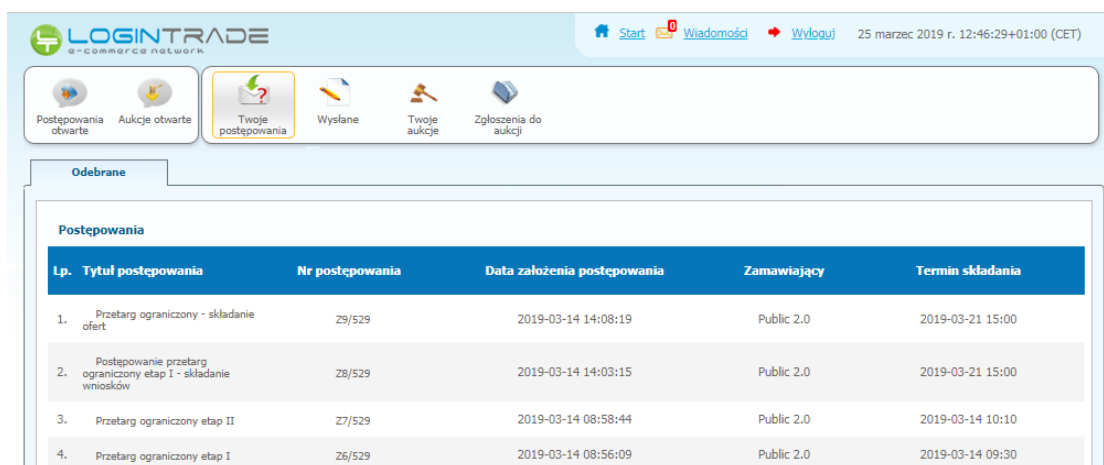 LOGINTRADE
e-commerce network
Start 0 Wiadomości Wyloguj 25 marzec 2019 r. 12:46:29+01:00 (CET)
Postępowania otwarte
Aukcje otwarte
Twoje postępowania
Wysłane
Twoje aukcje
Zgłoszenia do aukcji
Odebrane
Postępowania
Lp. Tytuł postępowania Nr postępowania Data założenia postępowania Zamawiający Termin składania
1. Przetarg ograniczony - składanie ofert Z9/529 2019-03-14 14:08:19 Public 2.0 2019-03-21 15:00
2. Postępowanie przetarg ograniczony etap I - składanie wniosków Z8/529 2019-03-14 14:03:15 Public 2.0 2019-03-21 15:00
3. Przetarg ograniczony etap II Z7/529 2019-03-14 08:58:44 Public 2.0 2019-03-14 10:10
4. Przetarg ograniczony etap I Z6/529 2019-03-14 08:56:09 Public 2.0 2019-03-14 09:30